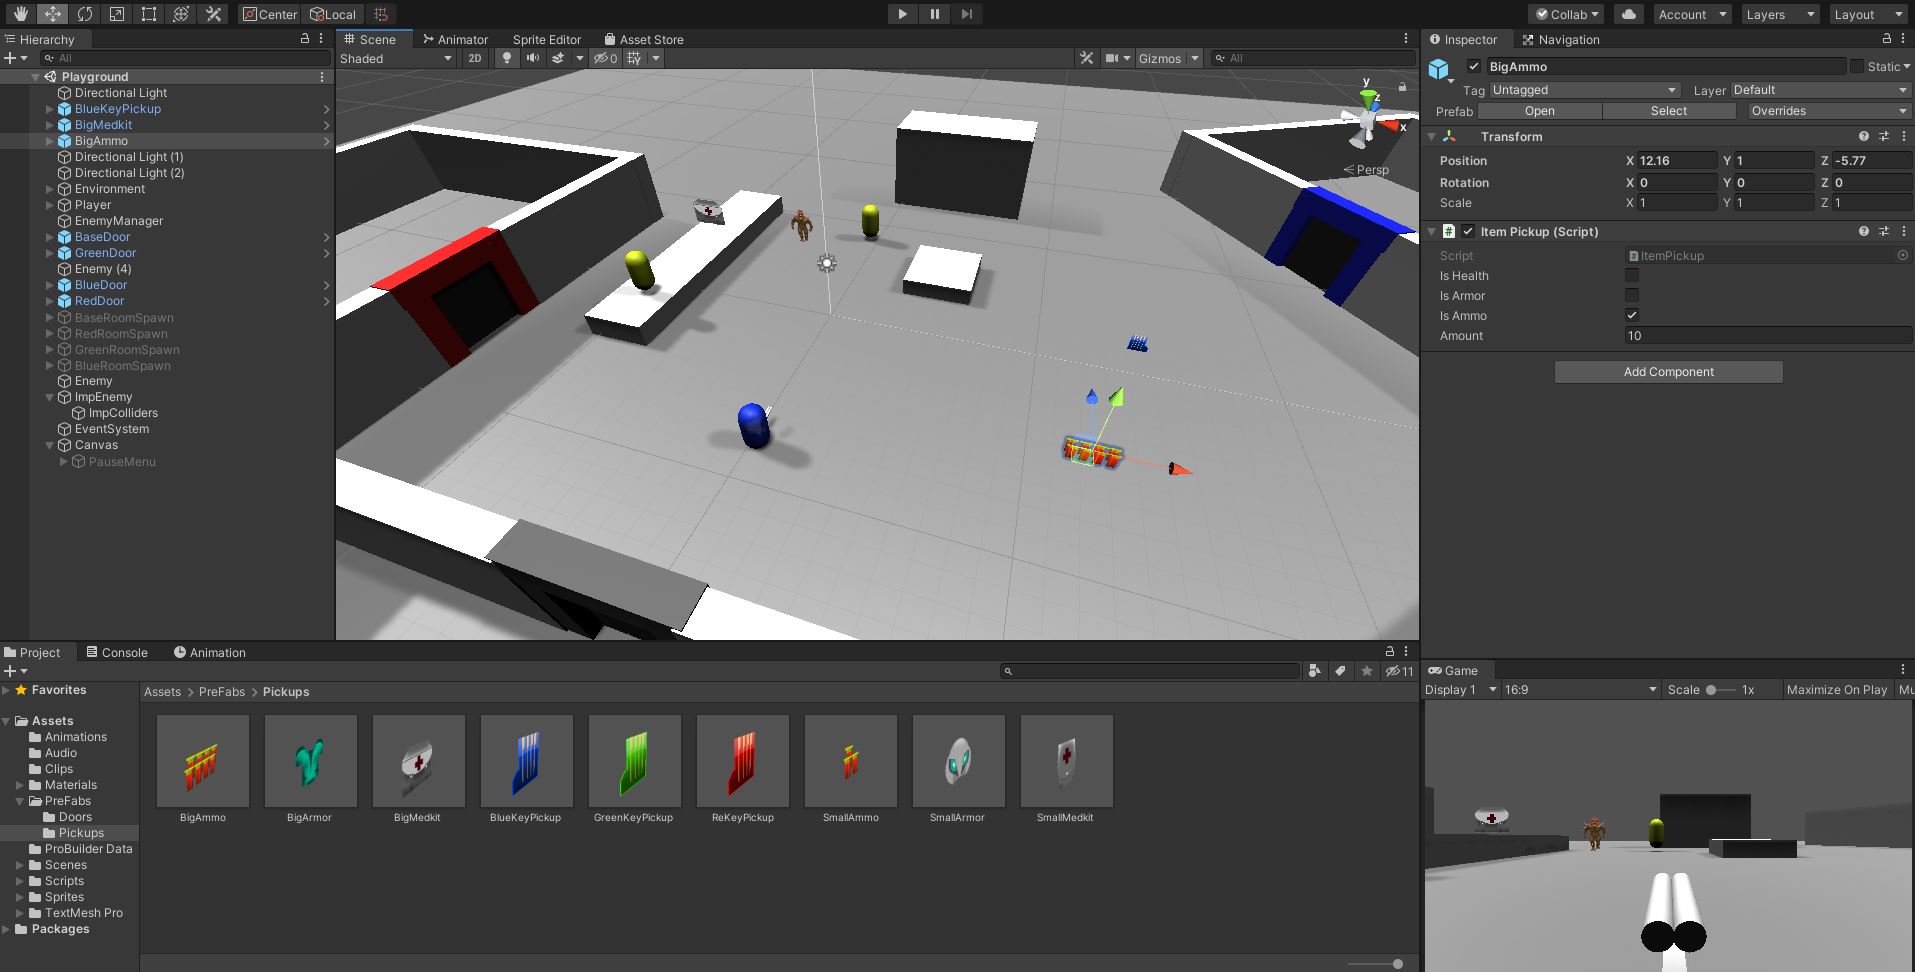 Center Local
Collab
Account
Layers
Layout
Hierarchy
All
Playground
Directional Light
BlueKeyPickup
BigMedkit
BigAmmo
Directional Light (1)
Directional Light (2)
Environment
Player
EnemyManager
BaseDoor
GreenDoor
Enemy (4)
BlueDoor
RedDoor
BaseRoomSpawn
RedRoomSpawn
GreenRoomSpawn
BlueRoomSpawn
Enemy
ImpEnemy
ImpColliders
EventSystem
Canvas
PauseMenu
Scene Animator Sprite Editor Asset Store
Shaded 2D 0 Gizmos All
y
z
x
Persp
Inspector Navigation
BigAmmo Static
Tag Untagged Layer Default
Prefab Open Select Overrides
Transform
Position X 12.16 Y 1 Z -5.77
Rotation X 0 Y 0 Z 0
Scale X 1 Y 1 Z 1
# Item Pickup (Script)
Script ItemPickup
Is Health
Is Armor
Is Ammo
Amount 10
Add Component
Project Console Animation
11
Favorites
Assets
Animations
Audio
Clips
Materials
PreFabs
Doors
Pickups
ProBuilder Data
Scenes
Scripts
Sprites
TextMesh Pro
Packages
Assets > PreFabs > Pickups
BigAmmo BigArmor BigMedkit BlueKeyPickup GreenKeyPickup ReKeyPickup SmallAmmo SmallArmor SmallMedkit
Game
Display 1 16:9 Scale 1x Maximize On Play Mu